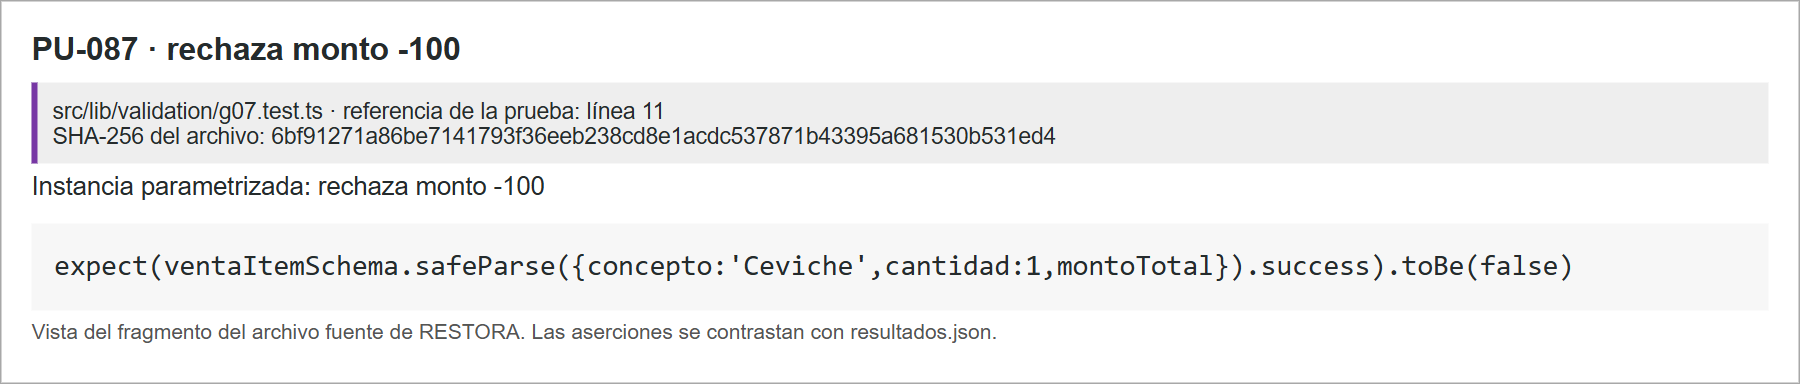 PU-087 · rechaza monto -100
src/lib/validation/g07.test.ts · referencia de la prueba: línea 11
SHA-256 del archivo: 6bf91271a86be7141793f36eeb238cd8e1acdc537871b43395a681530b531ed4
Instancia parametrizada: rechaza monto -100
expect(ventaItemSchema.safeParse({concepto:'Ceviche',cantidad:1,montoTotal}).success).toBe(false)
Vista del fragmento del archivo fuente de RESTORA. Las aserciones se contrastan con resultados.json.